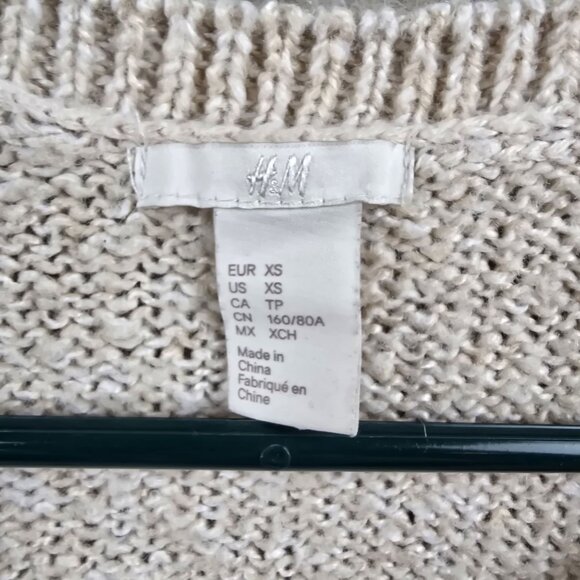 H&M
EUR XS
US XS
CA TP
CN 160/80A
MX XCH
Made in
China
Fabriqué en
Chine